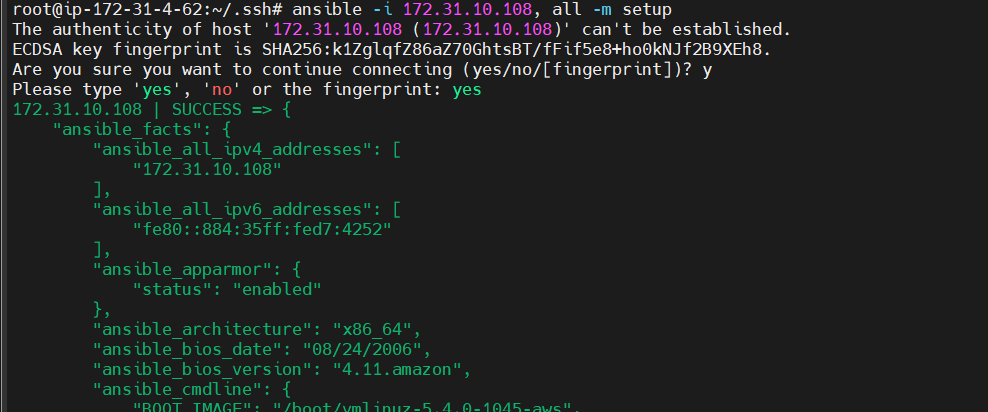 root@ip-172-31-4-62:~/.ssh# ansible -i 172.31.10.108, all -m setup
The authenticity of host '172.31.10.108 (172.31.10.108)' can't be established.
ECDSA key fingerprint is SHA256:k1ZglqfZ86aZ70GhtsBT/fFif5e8+ho0kNJf2B9XEh8.
Are you sure you want to continue connecting (yes/no/[fingerprint])? y
Please type 'yes', 'no' or the fingerprint: yes
172.31.10.108 | SUCCESS => {
    "ansible_facts": {
        "ansible_all_ipv4_addresses": [
            "172.31.10.108"
        ],
        "ansible_all_ipv6_addresses": [
            "fe80::884:35ff:fed7:4252"
        ],
        "ansible_apparmor": {
            "status": "enabled"
        },
        "ansible_architecture": "x86_64",
        "ansible_bios_date": "08/24/2006",
        "ansible_bios_version": "4.11.amazon",
        "ansible_cmdline": {
            "BOOT_IMAGE": "/boot/vmlinuz-5.4.0-1045-aws",